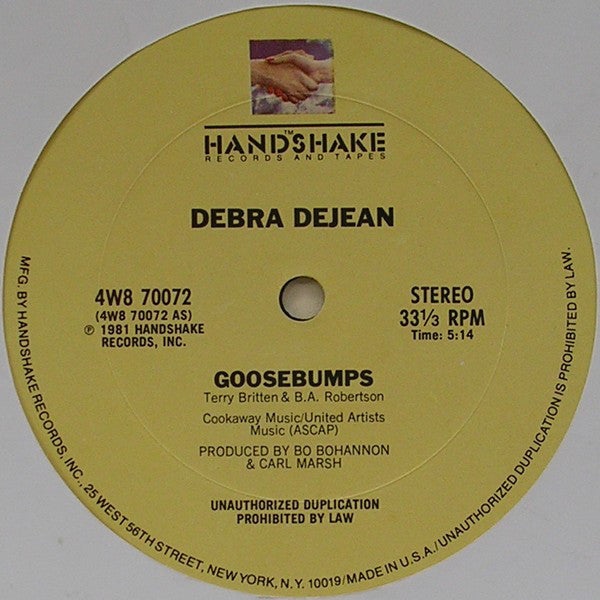 HANDSHAKE™
RECORDS AND TAPES
DEBRA DEJEAN
4W8 70072
(4W8 70072 AS)
℗ 1981 HANDSHAKE
RECORDS, INC.
STEREO
33⅓ RPM
Time: 5:14
GOOSEBUMPS
Terry Britten & B.A. Robertson
Cookaway Music/United Artists
Music (ASCAP)
PRODUCED BY BO BOHANNON
& CARL MARSH
UNAUTHORIZED DUPLICATION
PROHIBITED BY LAW
MFG. BY HANDSHAKE RECORDS, INC., 25 WEST 56TH STREET, NEW YORK, N.Y. 10019/MADE IN U.S.A./UNAUTHORIZED DUPLICATION IS PROHIBITED BY LAW.